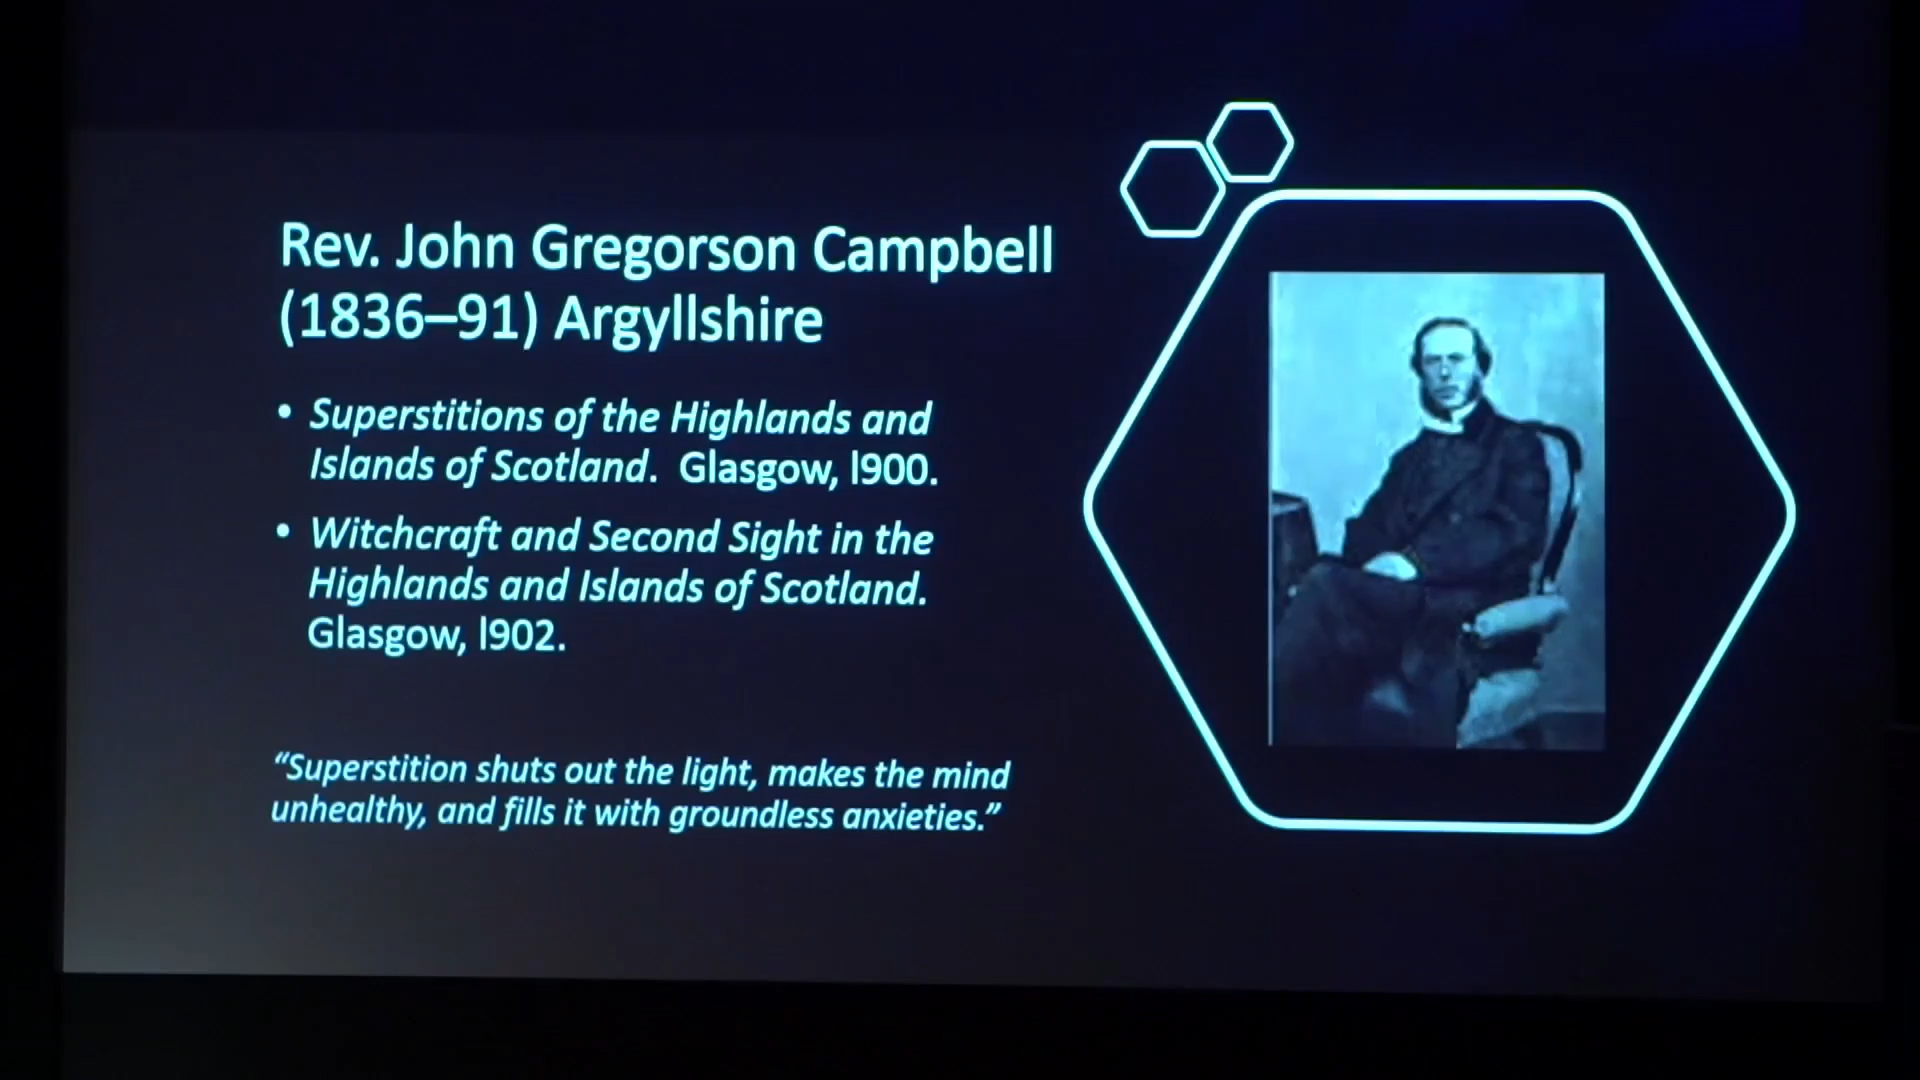 Rev. John Gregorson Campbell
(1836–91) Argyllshire
• Superstitions of the Highlands and
Islands of Scotland. Glasgow, l900.
• Witchcraft and Second Sight in the
Highlands and Islands of Scotland.
Glasgow, l902.
“Superstition shuts out the light, makes the mind
unhealthy, and fills it with groundless anxieties.”